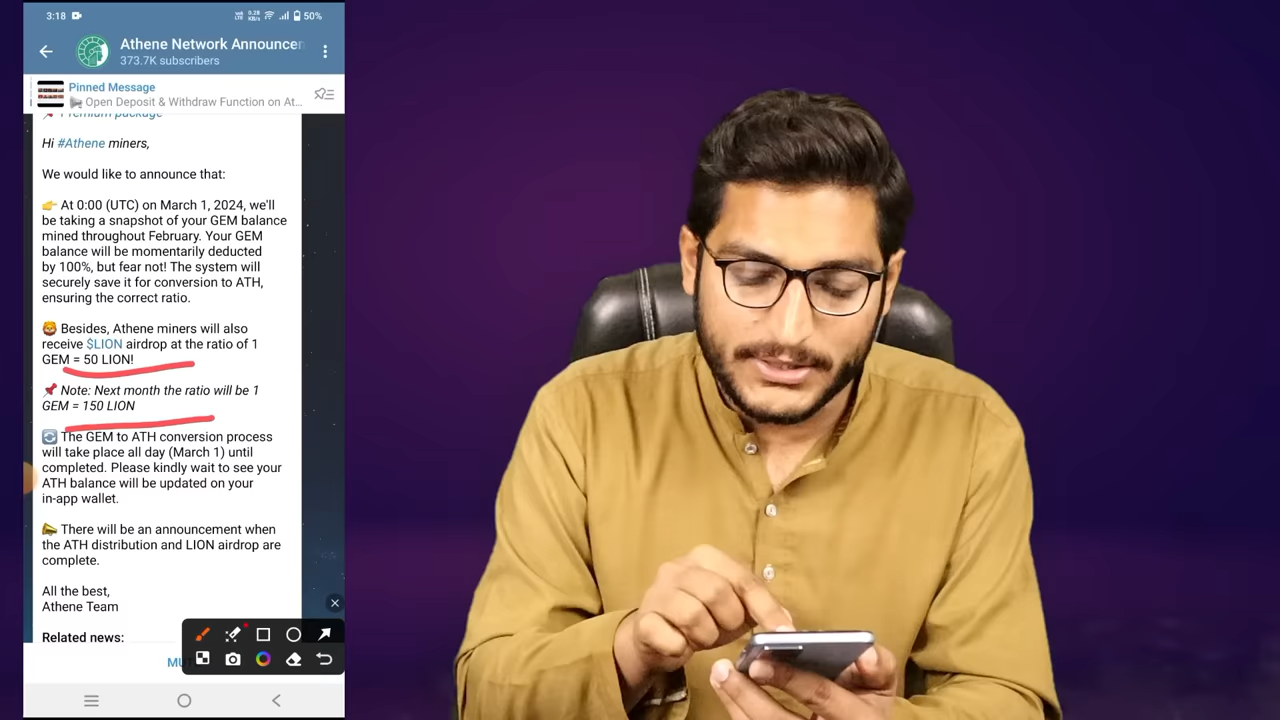 3:18
Vo) LTE 0.28 KB/s 50%
Athene Network Announcer
373.7K subscribers
Pinned Message
Open Deposit & Withdraw Function on At...
Premium package
Hi #Athene miners,
We would like to announce that:
👉 At 0:00 (UTC) on March 1, 2024, we'll
be taking a snapshot of your GEM balance
mined throughout February. Your GEM
balance will be momentarily deducted
by 100%, but fear not! The system will
securely save it for conversion to ATH,
ensuring the correct ratio.
🦁 Besides, Athene miners will also
receive $LION airdrop at the ratio of 1
GEM = 50 LION!
📌 Note: Next month the ratio will be 1
GEM = 150 LION
🔄 The GEM to ATH conversion process
will take place all day (March 1) until
completed. Please kindly wait to see your
ATH balance will be updated on your
in-app wallet.
📣 There will be an announcement when
the ATH distribution and LION airdrop are
complete.
All the best,
Athene Team
Related news:
MU